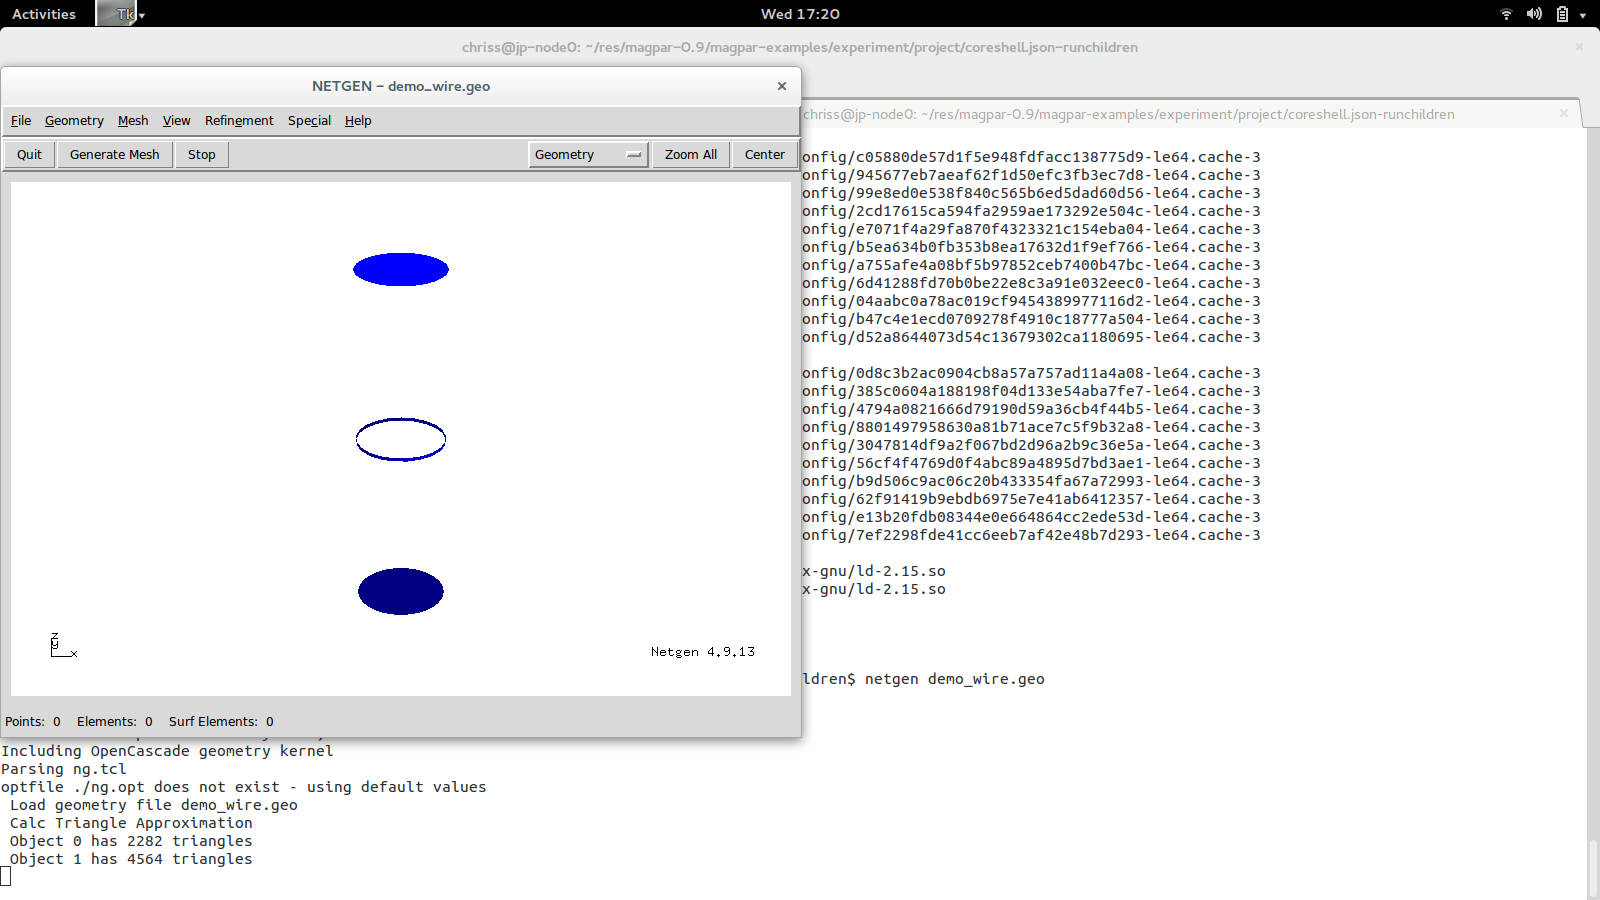 Activities
Tk
Wed 17:20
chriss@jp-node0: ~/res/magpar-0.9/magpar-examples/experiment/project/coreshell.json-runchildren
NETGEN - demo_wire.geo
chriss@jp-node0: ~/res/magpar-0.9/magpar-examples/experiment/project/coreshell.json-runchildren
File Geometry Mesh View Refinement Special Help
Quit Generate Mesh Stop Geometry Zoom All Center
onfig/c05880de57d1f5e948fdfacc138775d9-le64.cache-3
onfig/945677eb7aeaf62f1d50efc3fb3ec7d8-le64.cache-3
onfig/99e8ed0e538f840c565b6ed5dad60d56-le64.cache-3
onfig/2cd17615ca594fa2959ae173292e504c-le64.cache-3
onfig/e7071f4a29fa870f4323321c154eba04-le64.cache-3
onfig/b5ea634b0fb353b8ea17632d1f9ef766-le64.cache-3
onfig/a755afe4a08bf5b97852ceb7400b47bc-le64.cache-3
onfig/6d41288fd70b0be22e8c3a91e032eec0-le64.cache-3
onfig/04aabc0a78ac019cf9454389977116d2-le64.cache-3
onfig/b47c4e1ecd0709278f4910c18777a504-le64.cache-3
onfig/d52a8644073d54c13679302ca1180695-le64.cache-3
onfig/0d8c3b2ac0904cb8a57a757ad11a4a08-le64.cache-3
onfig/385c0604a188198f04d133e54aba7fe7-le64.cache-3
onfig/4794a0821666d79190d59a36cb4f44b5-le64.cache-3
onfig/8801497958630a81b71ace7c5f9b32a8-le64.cache-3
onfig/3047814df9a2f067bd2d96a2b9c36e5a-le64.cache-3
onfig/56cf4f4769d0f4abc89a4895d7bd3ae1-le64.cache-3
onfig/b9d506c9ac06c20b433354fa67a72993-le64.cache-3
onfig/62f91419b9ebdb6975e7e41ab6412357-le64.cache-3
onfig/e13b20fdb08344e0e664864cc2ede53d-le64.cache-3
onfig/7ef2298fde41cc6eeb7af42e48b7d293-le64.cache-3
x-gnu/ld-2.15.so
x-gnu/ld-2.15.so
z
y
x
Netgen 4.9.13
ldren$ netgen demo_wire.geo
Points: 0 Elements: 0 Surf Elements: 0
Including OpenCascade geometry kernel
Parsing ng.tcl
optfile ./ng.opt does not exist - using default values
Load geometry file demo_wire.geo
Calc Triangle Approximation
Object 0 has 2282 triangles
Object 1 has 4564 triangles